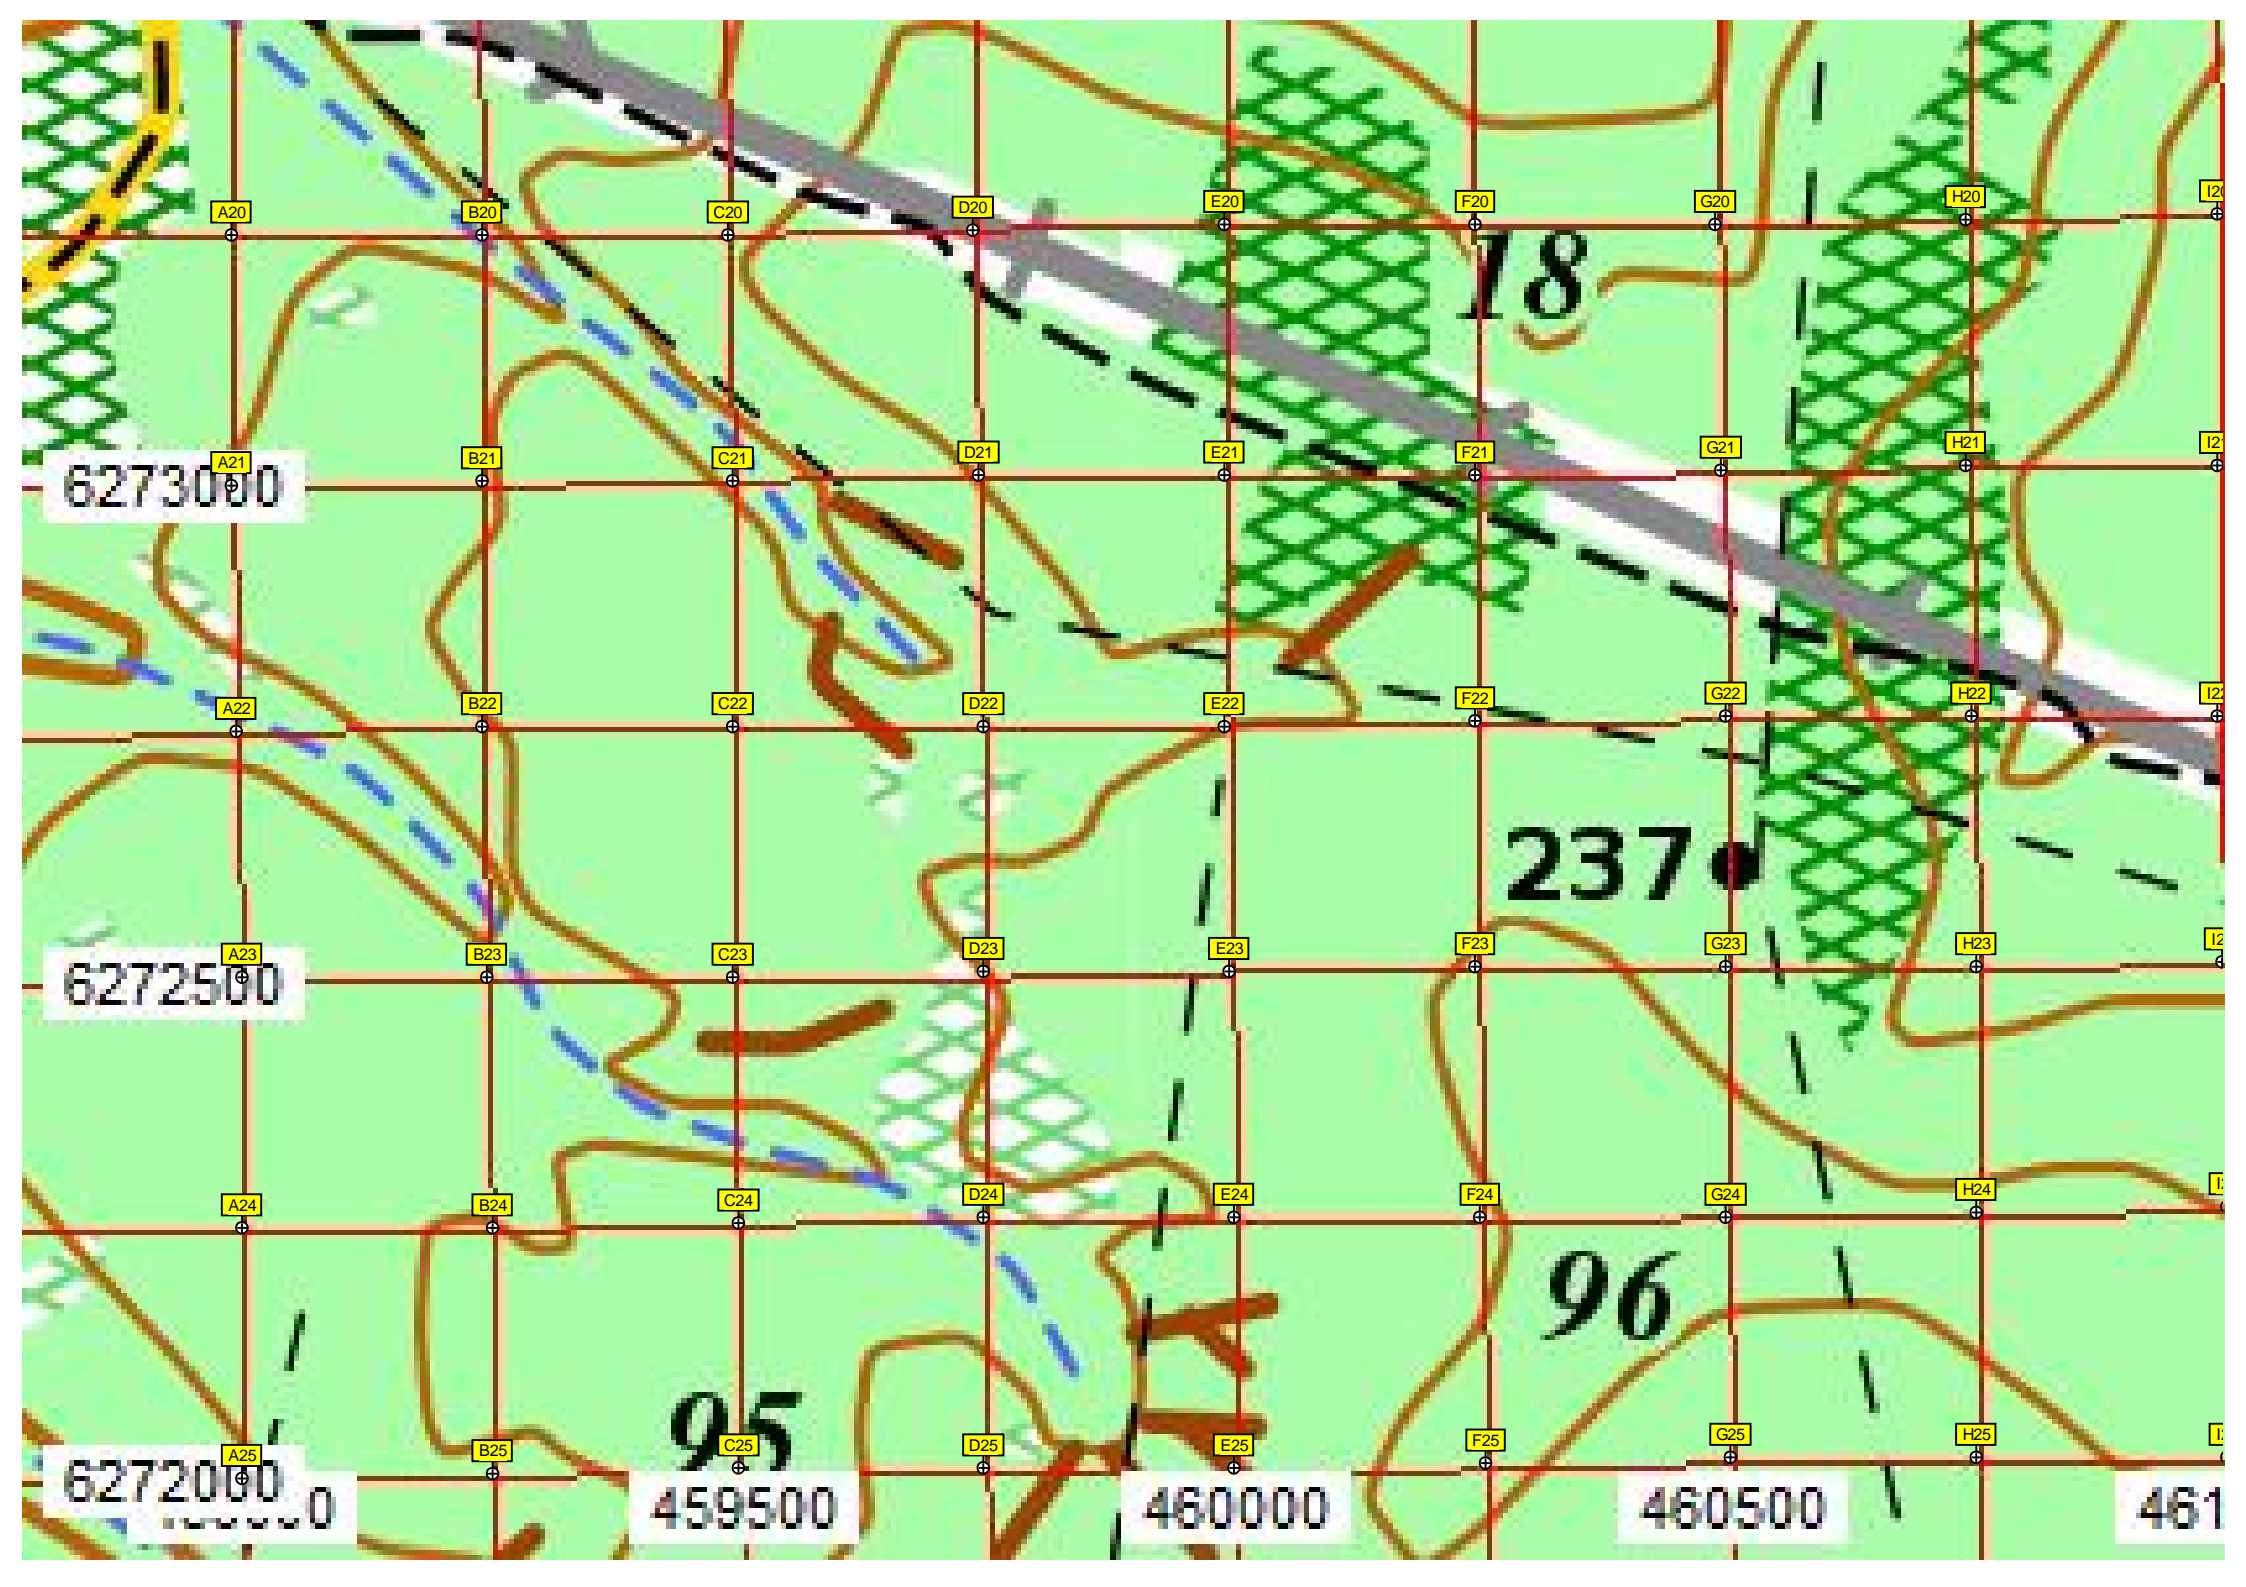 A20 B20 C20 D20 E20 F20 G20 H20
18
A21 B21 C21 D21 E21 F21 G21 H21
6273000
A22 B22 C22 D22 E22 F22 G22 H22
237
A23 B23 C23 D23 E23 F23 G23 H23
6272500
A24 B24 C24 D24 E24 F24 G24 H24
96
95
A25 B25 C25 D25 E25 F25 G25 H25
6272000
459500 460000 460500